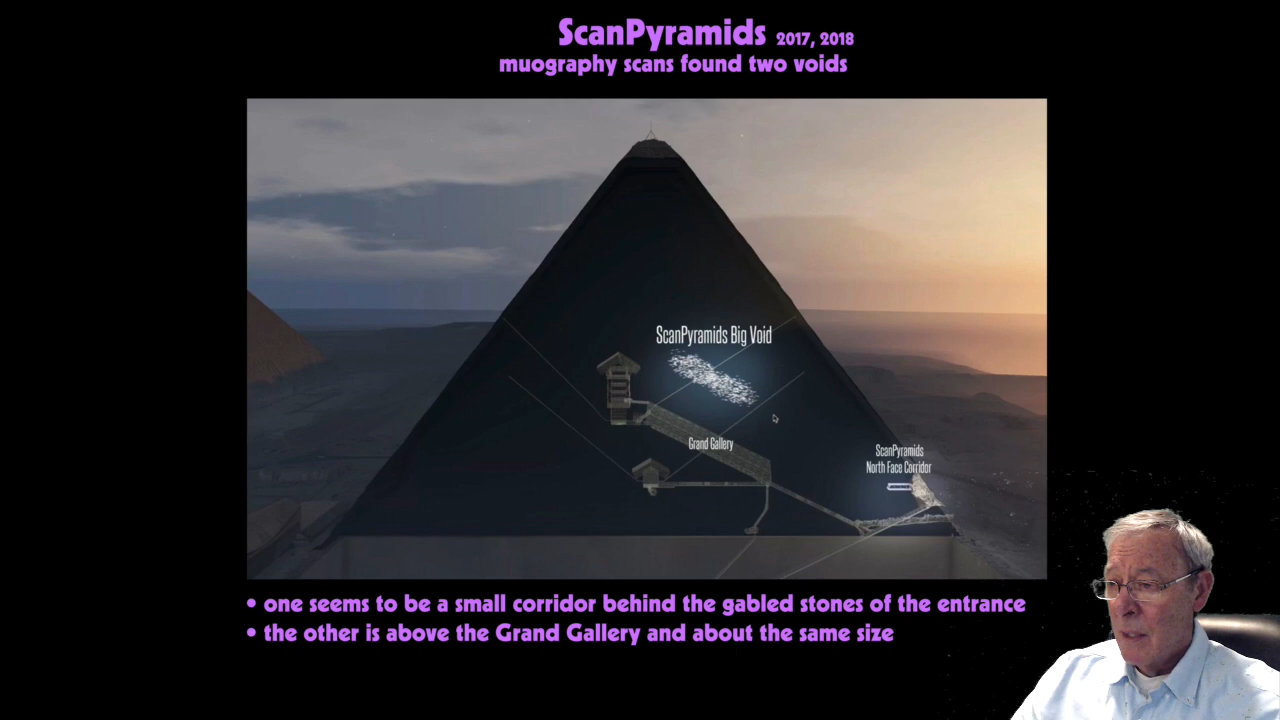 ScanPyramids 2017, 2018
muography scans found two voids
ScanPyramids Big Void
Grand Gallery
ScanPyramids
North Face Corridor
• one seems to be a small corridor behind the gabled stones of the entrance
• the other is above the Grand Gallery and about the same size